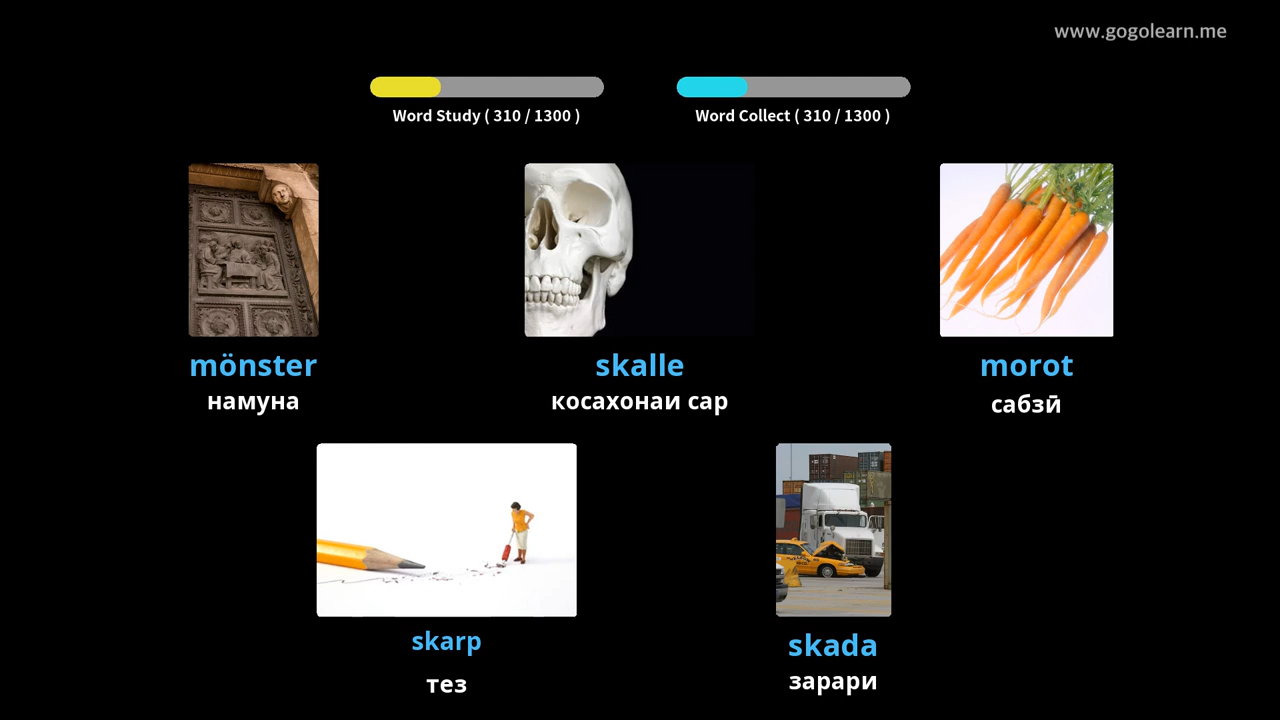 www.gogolearn.me
Word Study ( 310 / 1300 )
Word Collect ( 310 / 1300 )
mönster
намуна
skalle
косахонаи сар
morot
сабзӣ
skarp
тез
skada
зарари